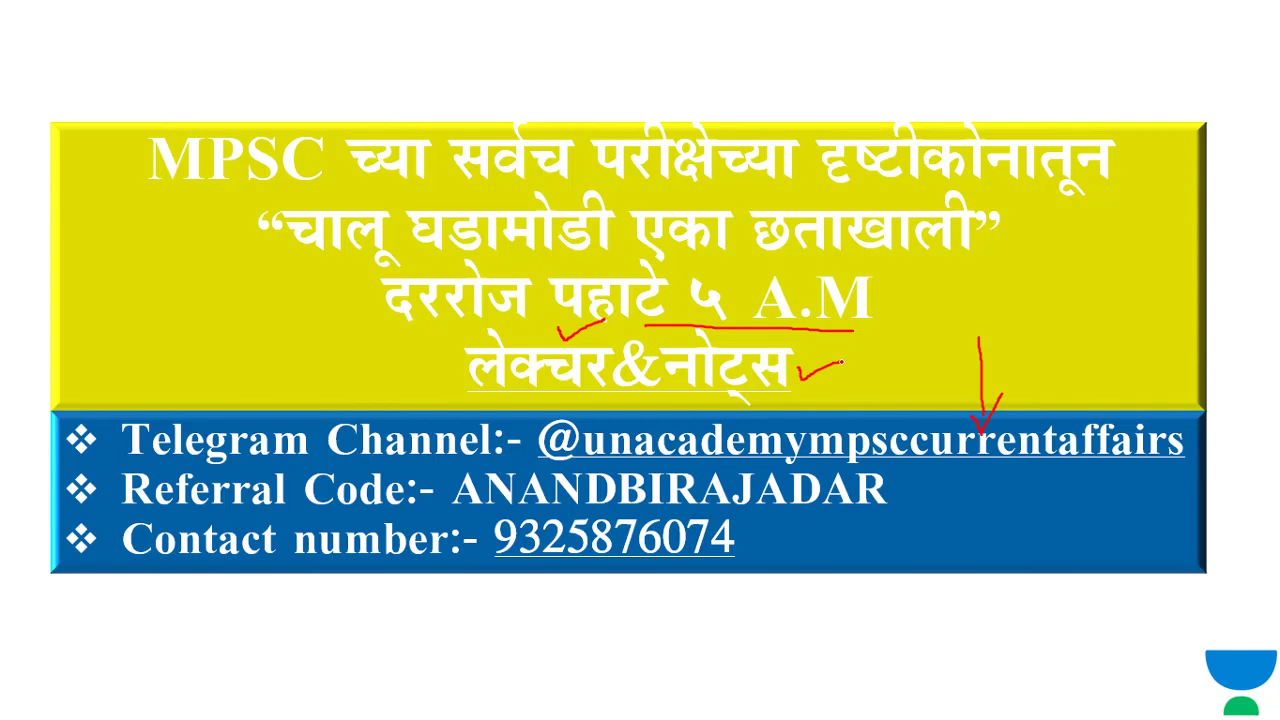 MPSC च्या सर्वच परीक्षेच्या दृष्टीकोनातून
“चालू घडामोडी एका छताखाली”
दररोज पहाटे ५ A.M
लेक्चर&नोट्स
❖ Telegram Channel:- @unacademympsccurrentaffairs
❖ Referral Code:- ANANDBIRAJADAR
❖ Contact number:- 9325876074